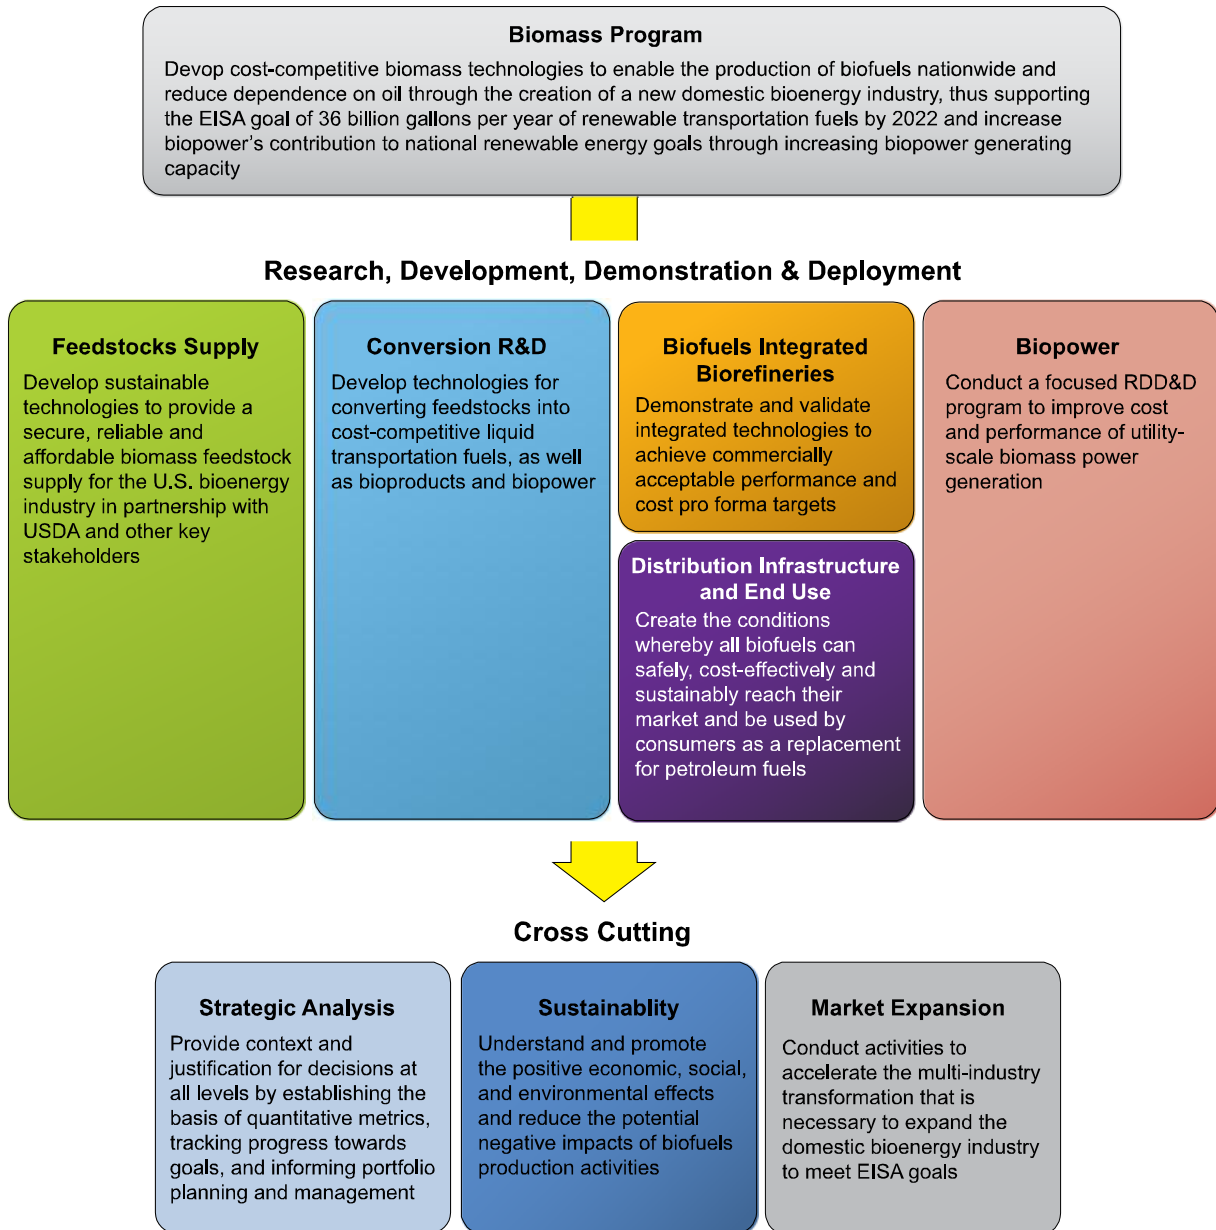 Biomass Program
Devop cost-competitive biomass technologies to enable the production of biofuels nationwide and
reduce dependence on oil through the creation of a new domestic bioenergy industry, thus supporting
the EISA goal of 36 billion gallons per year of renewable transportation fuels by 2022 and increase
biopower’s contribution to national renewable energy goals through increasing biopower generating
capacity
Research, Development, Demonstration & Deployment
Feedstocks Supply
Develop sustainable
technologies to provide a
secure, reliable and
affordable biomass feedstock
supply for the U.S. bioenergy
industry in partnership with
USDA and other key
stakeholders
Conversion R&D
Develop technologies for
converting feedstocks into
cost-competitive liquid
transportation fuels, as well
as bioproducts and biopower
Biofuels Integrated
Biorefineries
Demonstrate and validate
integrated technologies to
achieve commercially
acceptable performance and
cost pro forma targets
Distribution Infrastructure
and End Use
Create the conditions
whereby all biofuels can
safely, cost-effectively and
sustainably reach their
market and be used by
consumers as a replacement
for petroleum fuels
Biopower
Conduct a focused RDD&D
program to improve cost
and performance of utility-
scale biomass power
generation
Cross Cutting
Strategic Analysis
Provide context and
justification for decisions at
all levels by establishing the
basis of quantitative metrics,
tracking progress towards
goals, and informing portfolio
planning and management
Sustainablity
Understand and promote
the positive economic, social,
and environmental effects
and reduce the potential
negative impacts of biofuels
production activities
Market Expansion
Conduct activities to
accelerate the multi-industry
transformation that is
necessary to expand the
domestic bioenergy industry
to meet EISA goals